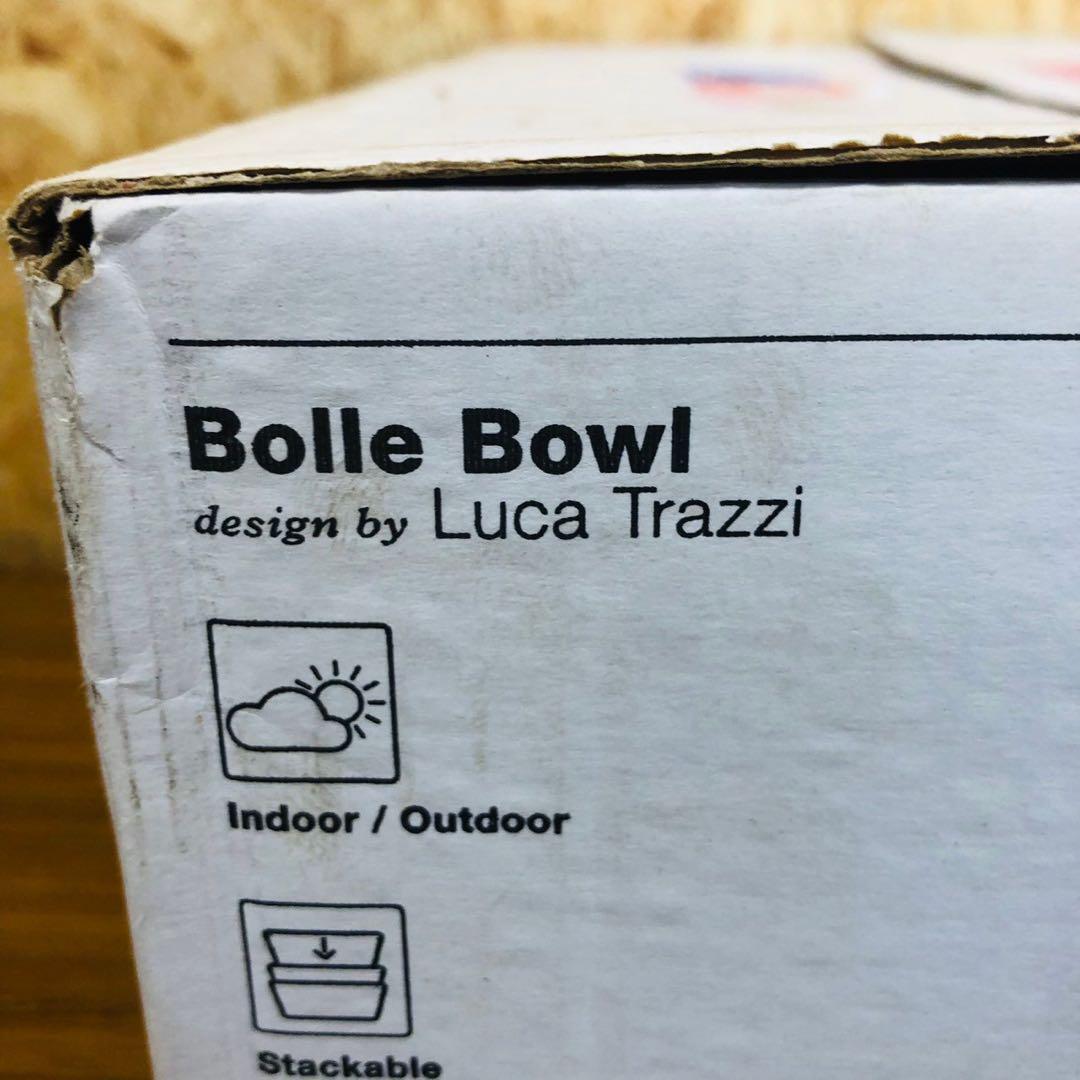 Bolle Bowl
design by Luca Trazzi
Indoor / Outdoor
Stackable